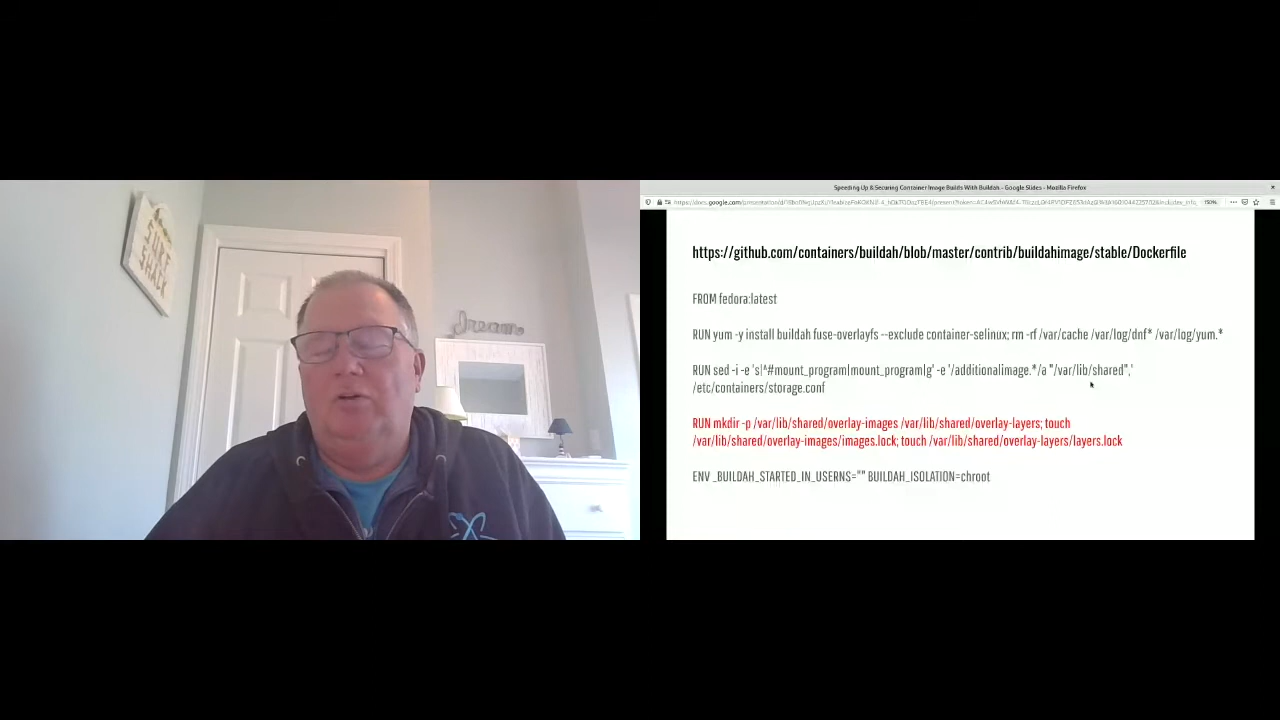 SURF
SHACK
Dream
Speeding Up & Securing Container Image Builds With Buildah - Google Slides - Mozilla Firefox
150%
https://github.com/containers/buildah/blob/master/contrib/buildahimage/stable/Dockerfile
FROM fedora:latest
RUN yum -y install buildah fuse-overlayfs --exclude container-selinux; rm -rf /var/cache /var/log/dnf* /var/log/yum.*
RUN sed -i -e 's|^#mount_program|mount_program|g' -e '/additionalimage.*/a "/var/lib/shared",'
/etc/containers/storage.conf
RUN mkdir -p /var/lib/shared/overlay-images /var/lib/shared/overlay-layers; touch
/var/lib/shared/overlay-images/images.lock; touch /var/lib/shared/overlay-layers/layers.lock
ENV _BUILDAH_STARTED_IN_USERNS="" BUILDAH_ISOLATION=chroot